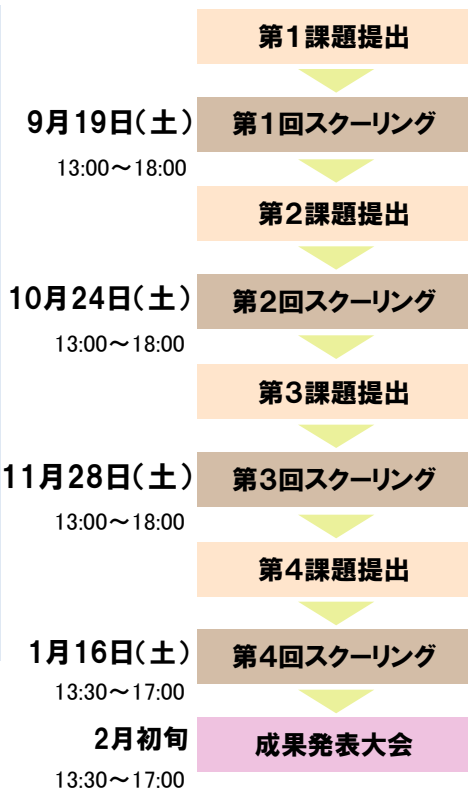 第1課題提出
9月19日(土) 第1回スクーリング
13:00～18:00
第2課題提出
10月24日(土) 第2回スクーリング
13:00～18:00
第3課題提出
11月28日(土) 第3回スクーリング
13:00～18:00
第4課題提出
1月16日(土) 第4回スクーリング
13:30～17:00
2月初旬 成果発表大会
13:30～17:00